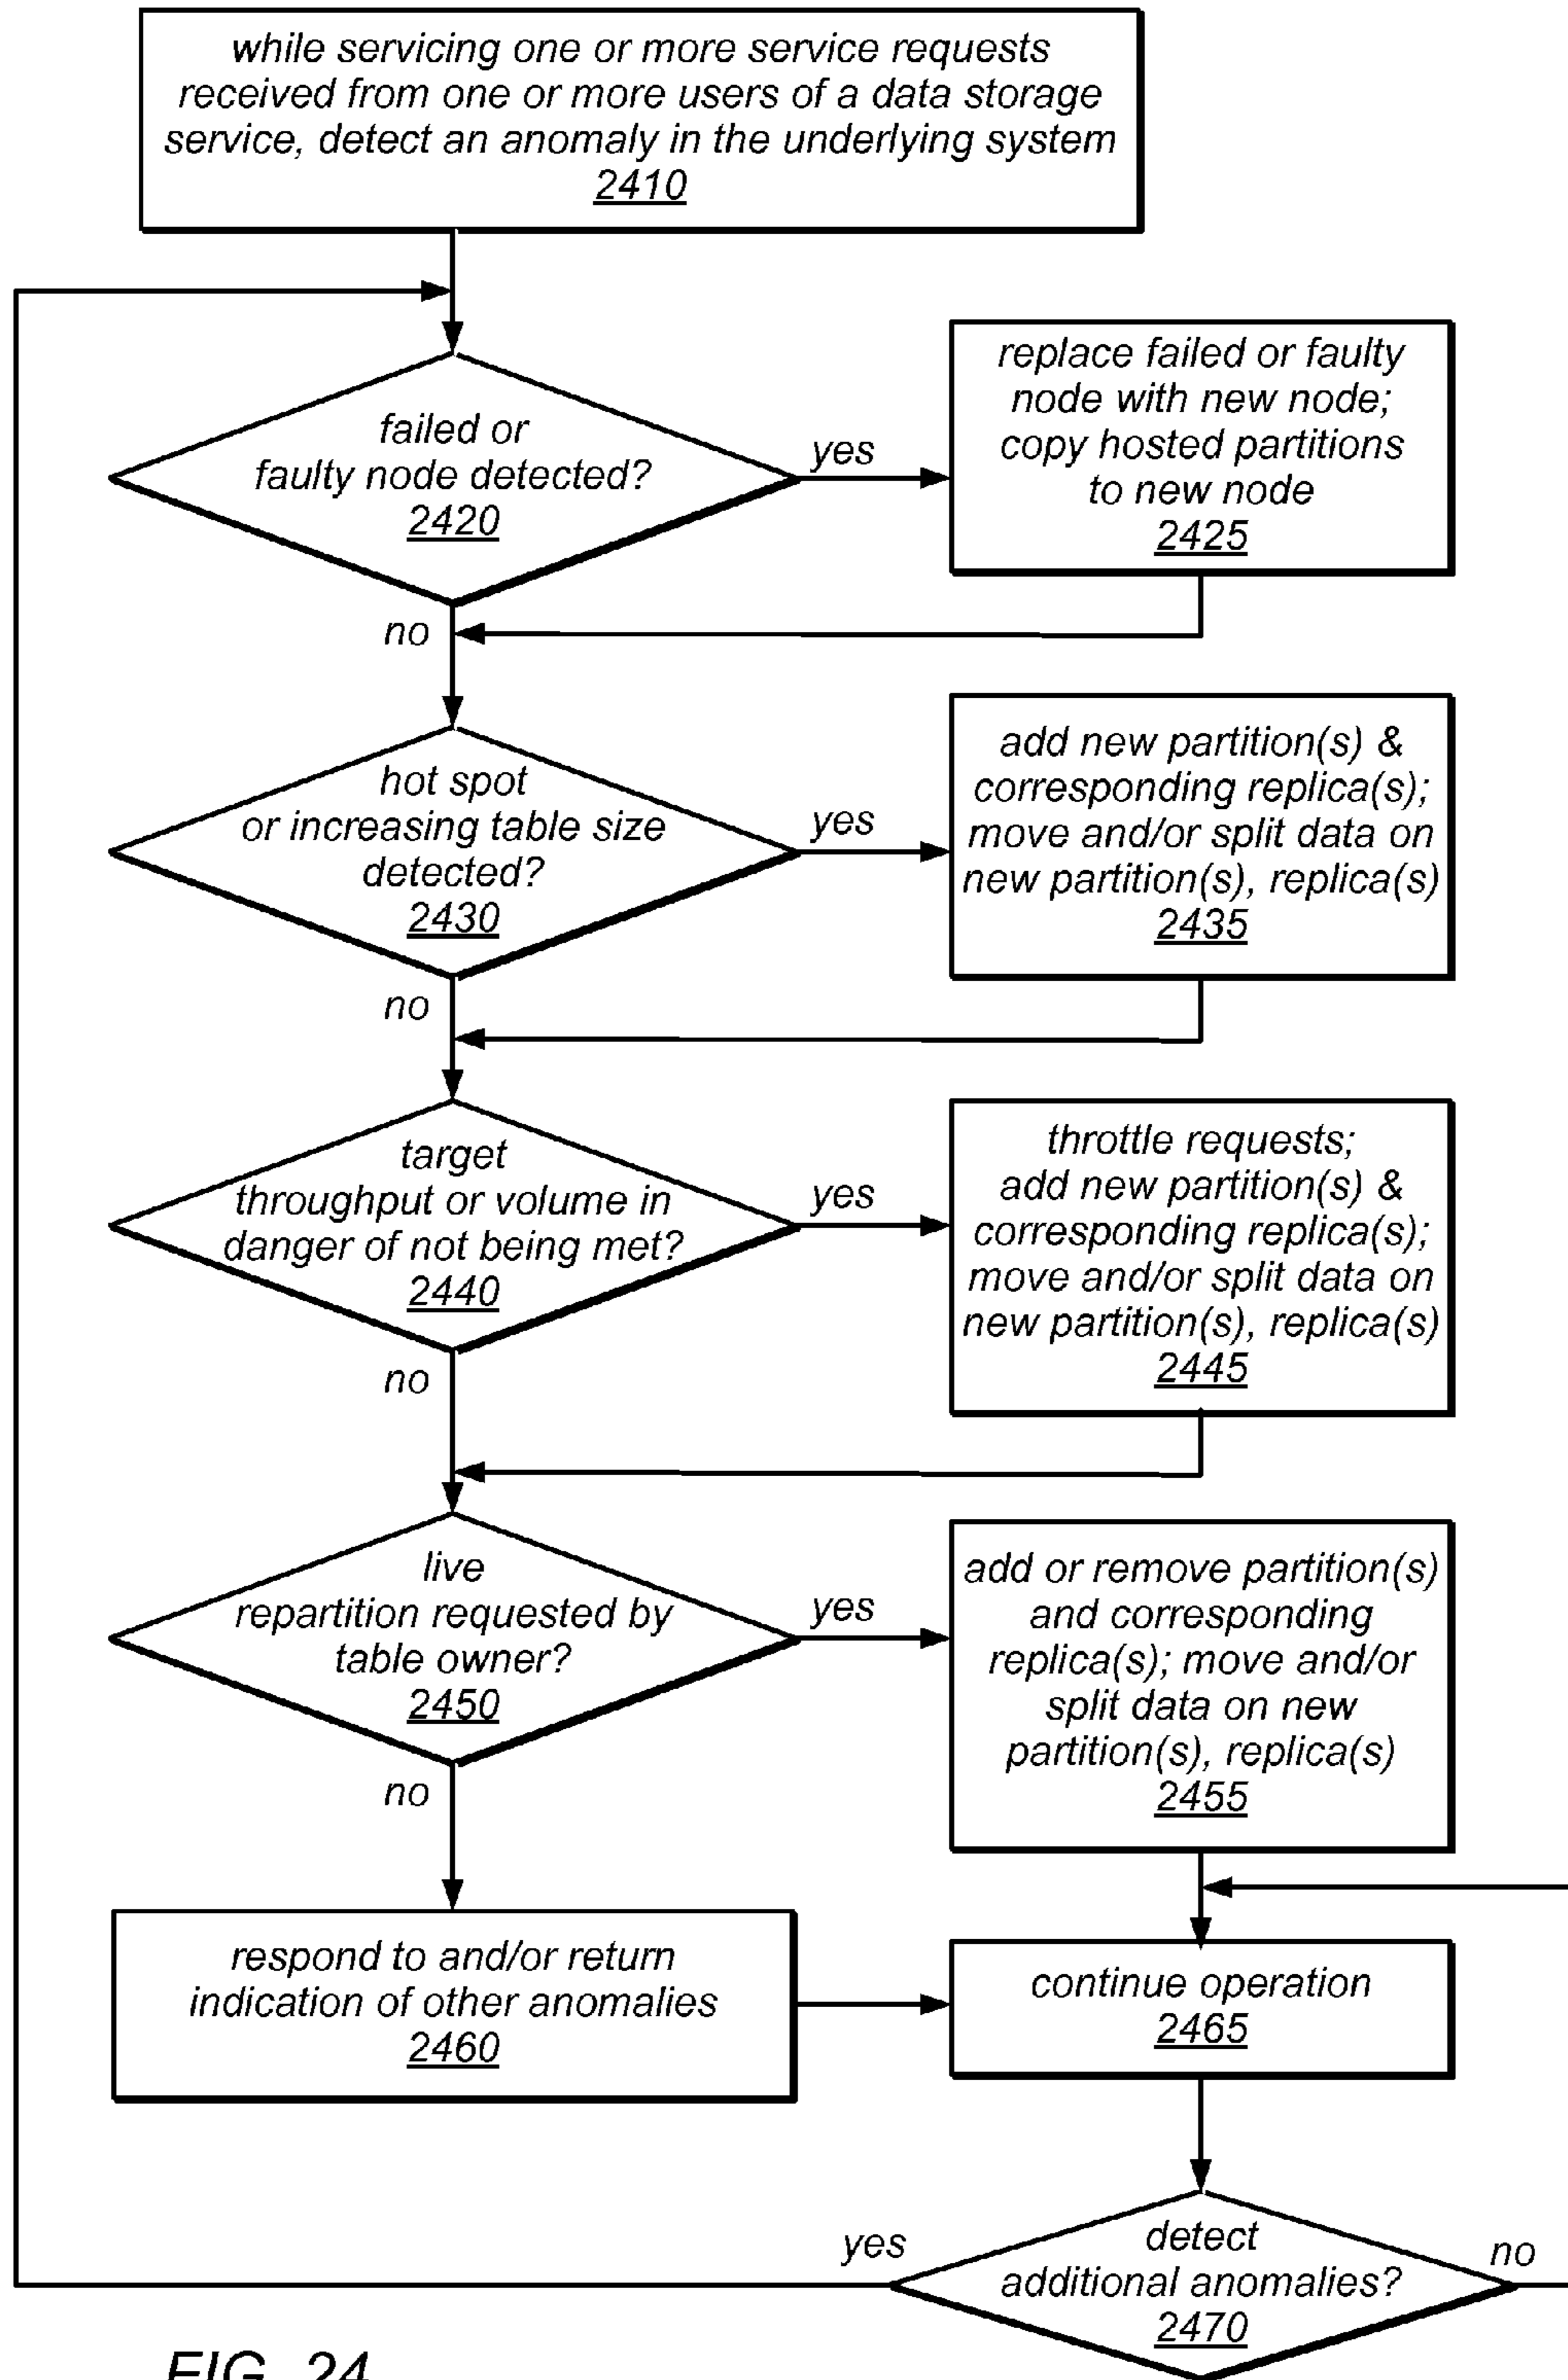 while servicing one or more service requests
received from one or more users of a data storage
service, detect an anomaly in the underlying system
2410
failed or
faulty node detected?
2420
yes
replace failed or faulty
node with new node;
copy hosted partitions
to new node
2425
no
hot spot
or increasing table size
detected?
2430
yes
add new partition(s) &
corresponding replica(s);
move and/or split data on
new partition(s), replica(s)
2435
no
target
throughput or volume in
danger of not being met?
2440
yes
throttle requests;
add new partition(s) &
corresponding replica(s);
move and/or split data on
new partition(s), replica(s)
2445
no
live
repartition requested by
table owner?
2450
yes
add or remove partition(s)
and corresponding
replica(s); move and/or
split data on new
partition(s), replica(s)
2455
no
respond to and/or return
indication of other anomalies
2460
continue operation
2465
yes
detect
additional anomalies?
2470
no
FIG. 24